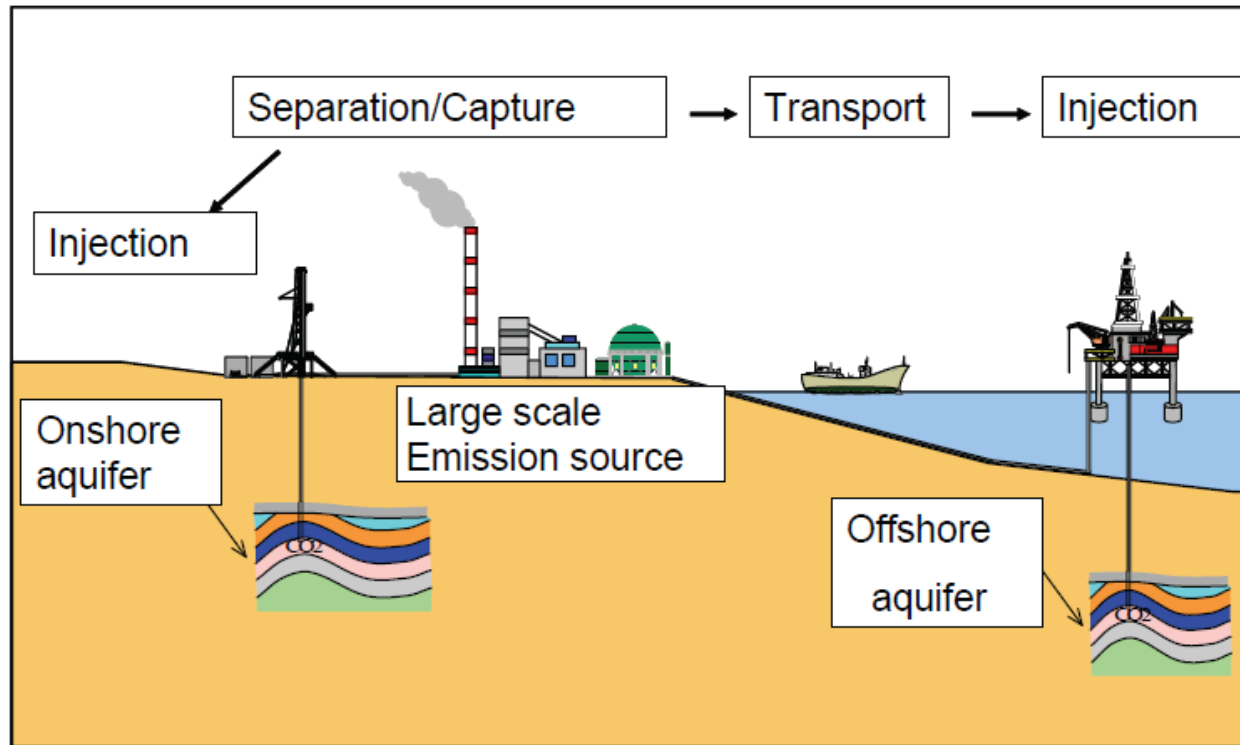 Separation/Capture
Transport
Injection
Injection
Onshore
aquifer
Large scale
Emission source
CO2
Offshore
aquifer
CO2